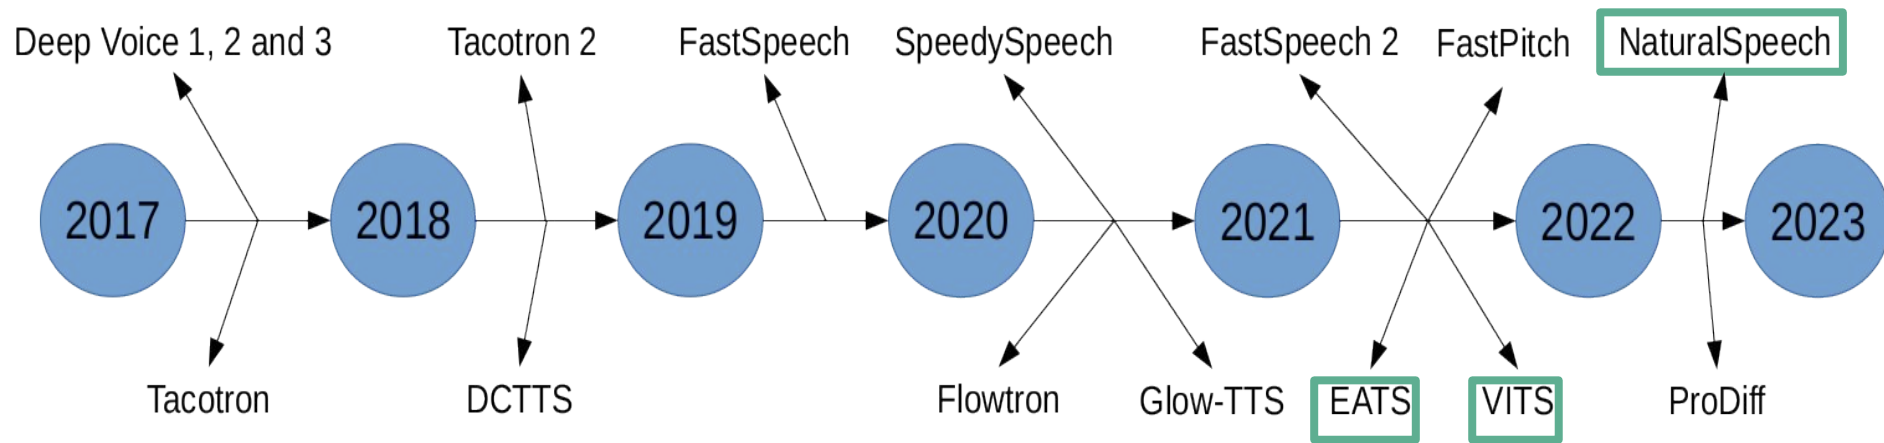 Deep Voice 1, 2 and 3
Tacotron 2
FastSpeech
SpeedySpeech
FastSpeech 2
FastPitch
NaturalSpeech
2017
2018
2019
2020
2021
2022
2023
Tacotron
DCTTS
Flowtron
Glow-TTS
EATS
VITS
ProDiff